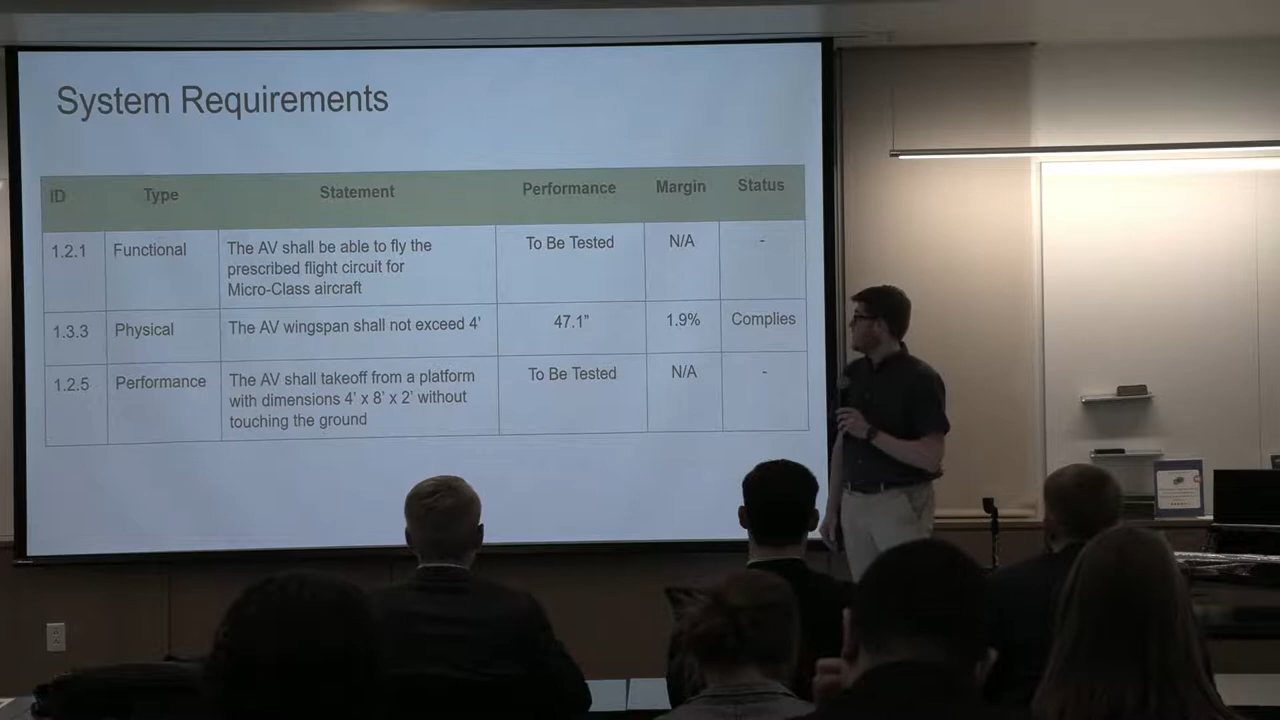 System Requirements
ID Type Statement Performance Margin Status
1.2.1 Functional The AV shall be able to fly the To Be Tested N/A -
prescribed flight circuit for
Micro-Class aircraft
1.3.3 Physical The AV wingspan shall not exceed 4' 47.1" 1.9% Complies
1.2.5 Performance The AV shall takeoff from a platform To Be Tested N/A -
with dimensions 4' x 8' x 2' without
touching the ground